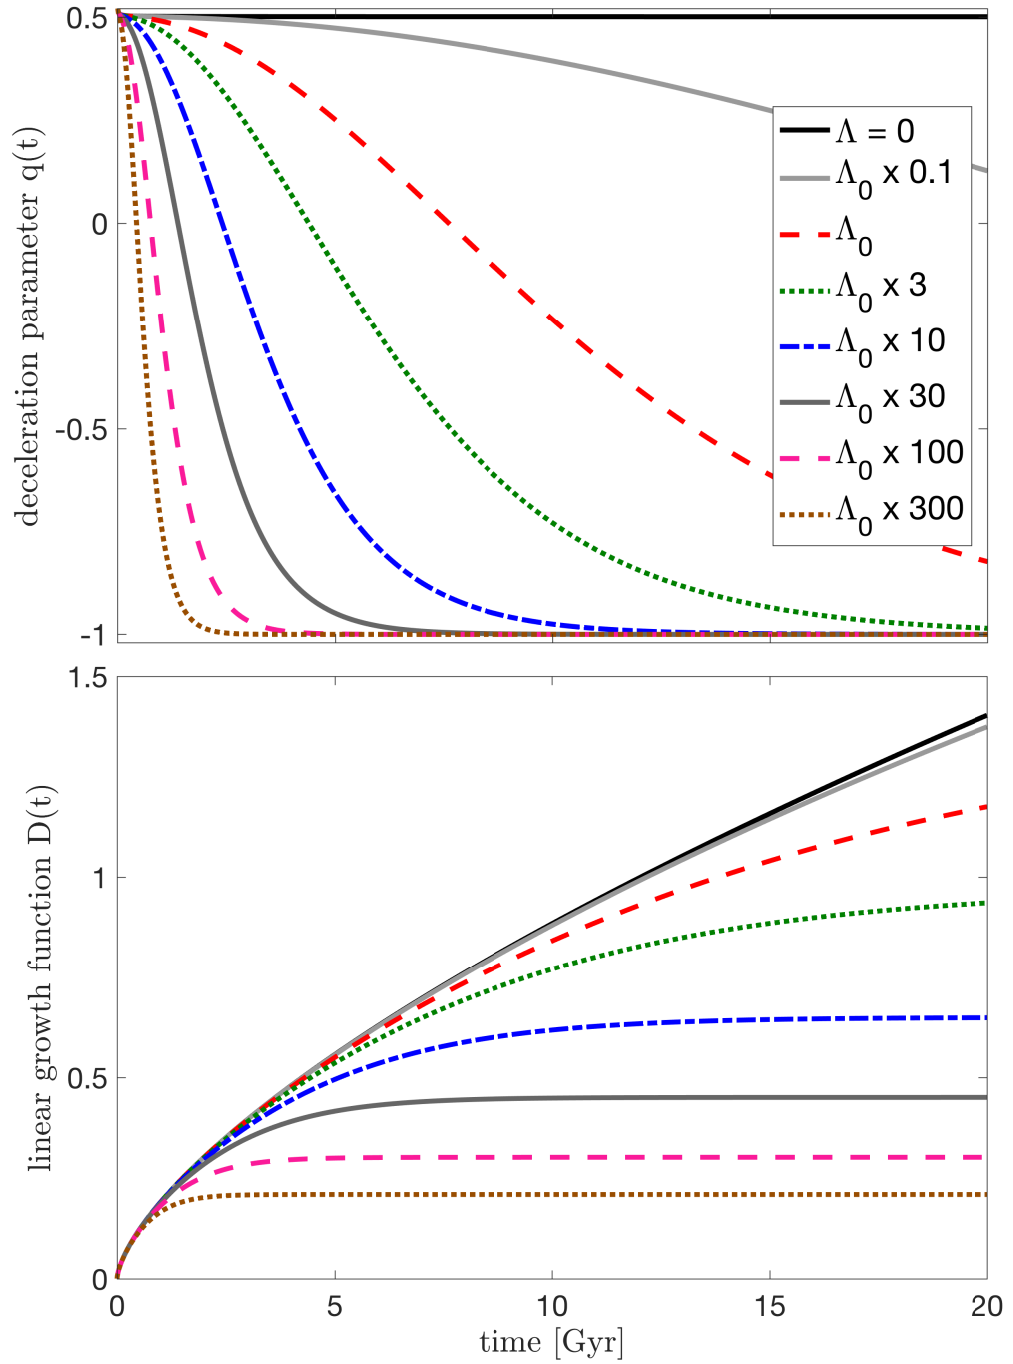 deceleration parameter q(t)
0.5
0
-0.5
-1
Λ = 0
Λ₀ x 0.1
Λ₀
Λ₀ x 3
Λ₀ x 10
Λ₀ x 30
Λ₀ x 100
Λ₀ x 300
linear growth function D(t)
1.5
1
0.5
0
0 5 10 15 20
time [Gyr]